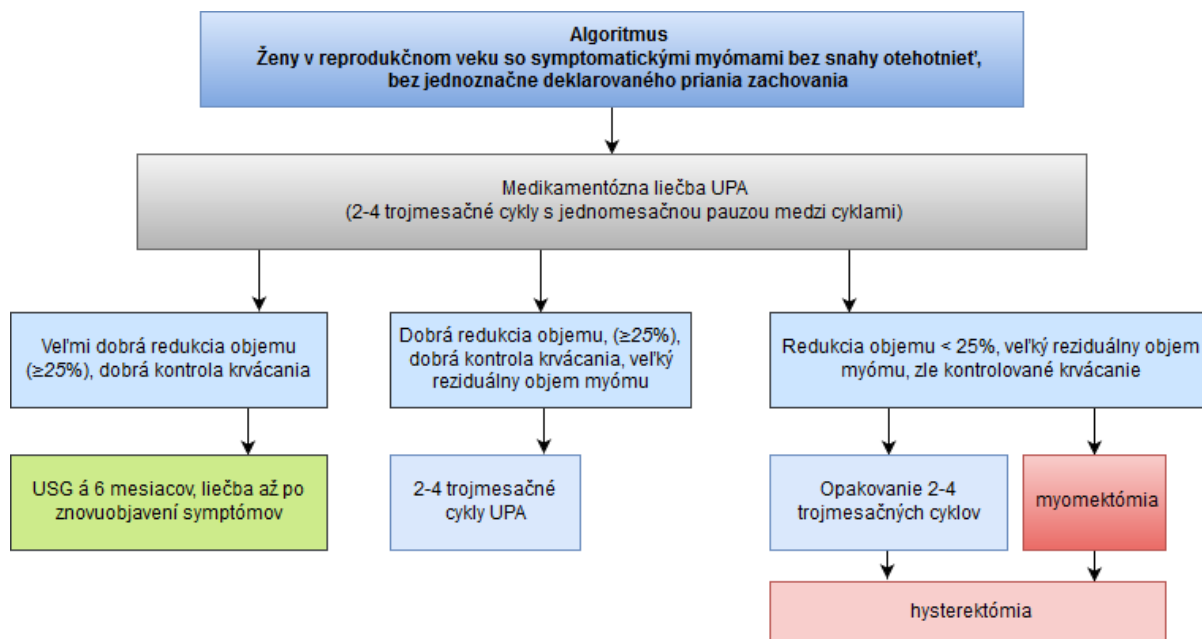 Algoritmus
Ženy v reprodukčnom veku so symptomatickými myómami bez snahy otehotnieť,
bez jednoznačne deklarovaného priania zachovania
Medikamentózna liečba UPA
(2-4 trojmesačné cykly s jednomesačnou pauzou medzi cyklami)
Veľmi dobrá redukcia objemu
(≥25%), dobrá kontrola krvácania
Dobrá redukcia objemu, (≥25%),
dobrá kontrola krvácania, veľký
reziduálny objem myómu
Redukcia objemu < 25%, veľký reziduálny objem
myómu, zle kontrolované krvácanie
USG á 6 mesiacov, liečba až po
znovuobjavení symptómov
2-4 trojmesačné
cykly UPA
Opakovanie 2-4
trojmesačných cyklov
myomektómia
hysterektómia